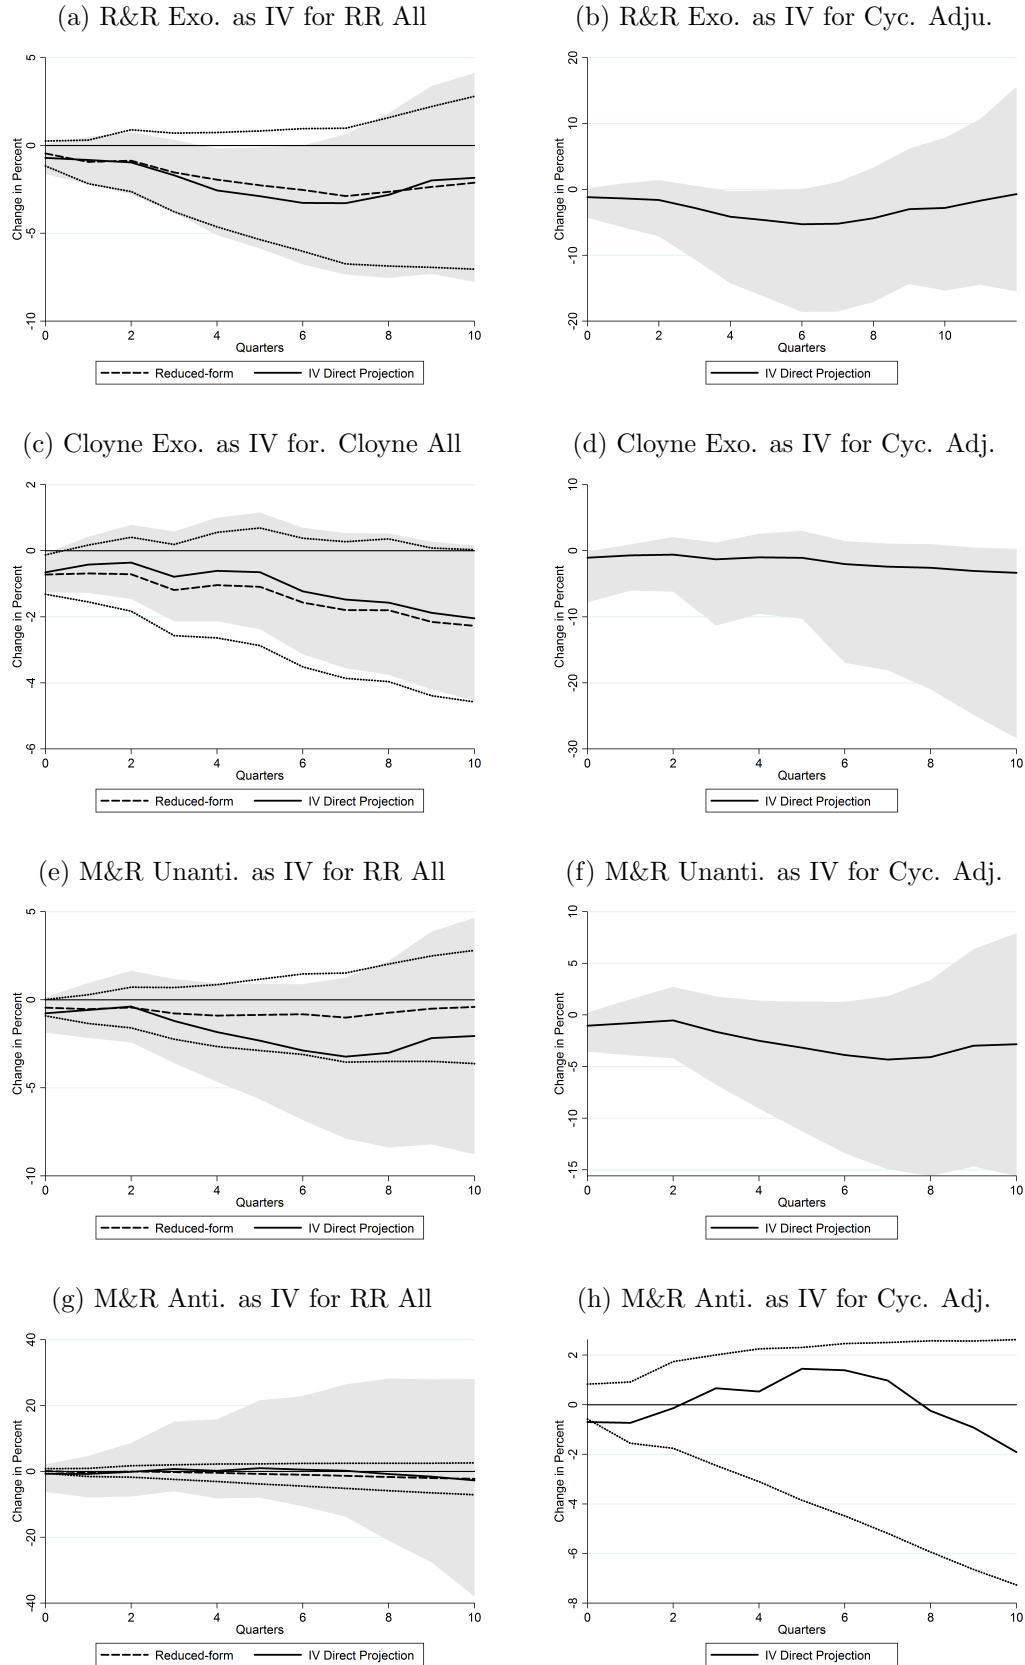 (a) R&R Exo. as IV for RR All
5
0
-5
-10
Change in Percent
0 2 4 6 8 10
Quarters
Reduced-form IV Direct Projection
(b) R&R Exo. as IV for Cyc. Adju.
20
10
0
-10
-20
Change in Percent
0 2 4 6 8 10
Quarters
IV Direct Projection
(c) Cloyne Exo. as IV for. Cloyne All
2
0
-2
-4
-6
Change in Percent
0 2 4 6 8 10
Quarters
Reduced-form IV Direct Projection
(d) Cloyne Exo. as IV for Cyc. Adj.
10
0
-10
-20
-30
Change in Percent
0 2 4 6 8 10
Quarters
IV Direct Projection
(e) M&R Unanti. as IV for RR All
5
0
-5
-10
Change in Percent
0 2 4 6 8 10
Quarters
Reduced-form IV Direct Projection
(f) M&R Unanti. as IV for Cyc. Adj.
10
5
0
-5
-10
-15
Change in Percent
0 2 4 6 8 10
Quarters
IV Direct Projection
(g) M&R Anti. as IV for RR All
40
20
0
-20
-40
Change in Percent
0 2 4 6 8 10
Quarters
Reduced-form IV Direct Projection
(h) M&R Anti. as IV for Cyc. Adj.
2
0
-2
-4
-6
-8
Change in Percent
0 2 4 6 8 10
Quarters
IV Direct Projection